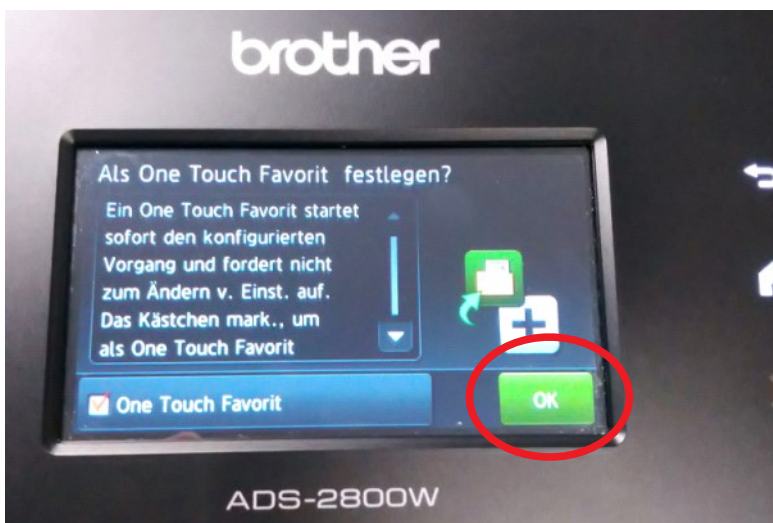 brother
Als One Touch Favorit festlegen?
Ein One Touch Favorit startet
sofort den konfigurierten
Vorgang und fordert nicht
zum Ändern v. Einst. auf.
Das Kästchen mark., um
als One Touch Favorit
One Touch Favorit
OK
ADS-2800W